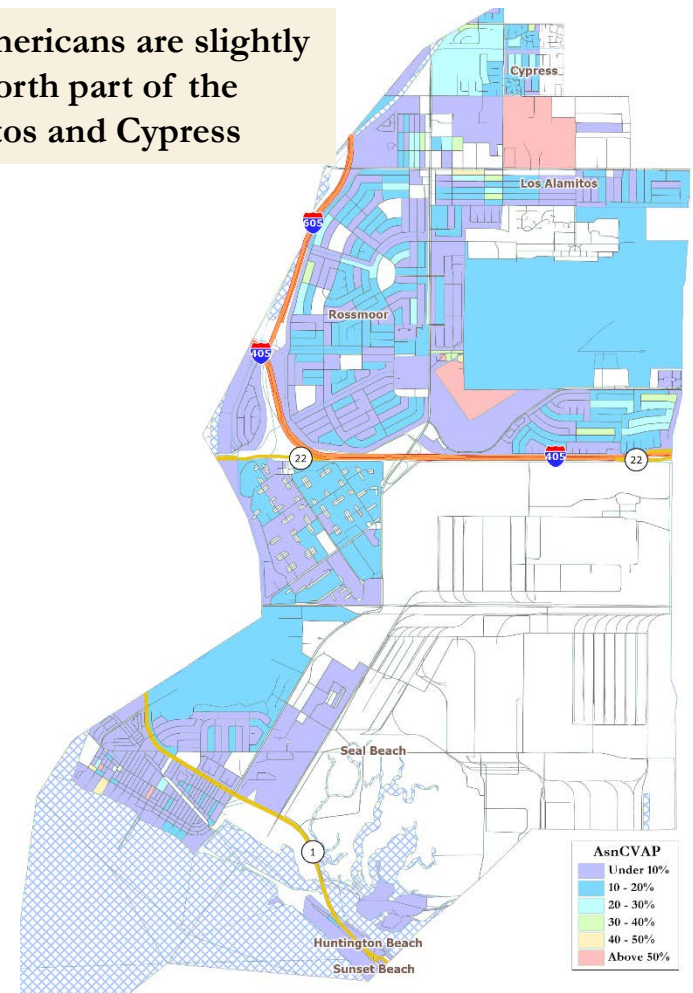 mericans are slightly
orth part of the
tos and Cypress
Cypress
Los Alamitos
605
Rossmoor
405
22
405
22
Seal Beach
1
Huntington Beach
Sunset Beach
AsnCVAP
Under 10%
10 - 20%
20 - 30%
30 - 40%
40 - 50%
Above 50%